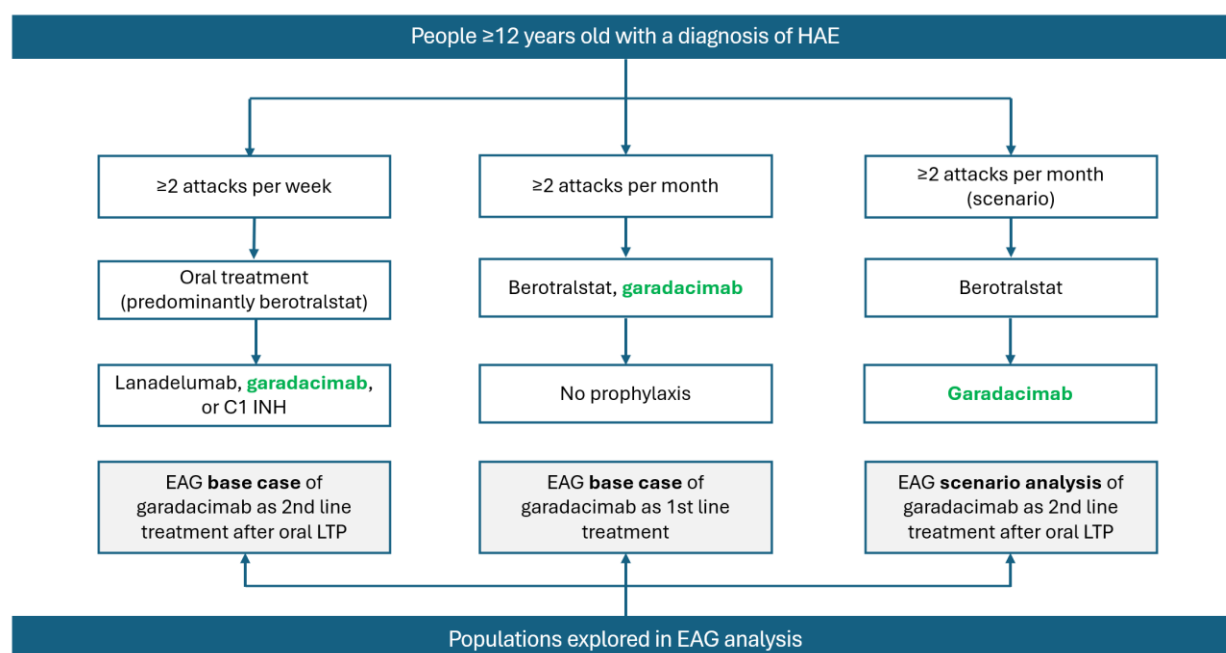 People ≥12 years old with a diagnosis of HAE
≥2 attacks per week
≥2 attacks per month
≥2 attacks per month
(scenario)
Oral treatment
(predominantly berotralstat)
Berotralstat, garadacimab
Berotralstat
Lanadelumab, garadacimab,
or C1 INH
No prophylaxis
Garadacimab
EAG base case of
garadacimab as 2nd line
treatment after oral LTP
EAG base case of
garadacimab as 1st line
treatment
EAG scenario analysis of
garadacimab as 2nd line
treatment after oral LTP
Populations explored in EAG analysis